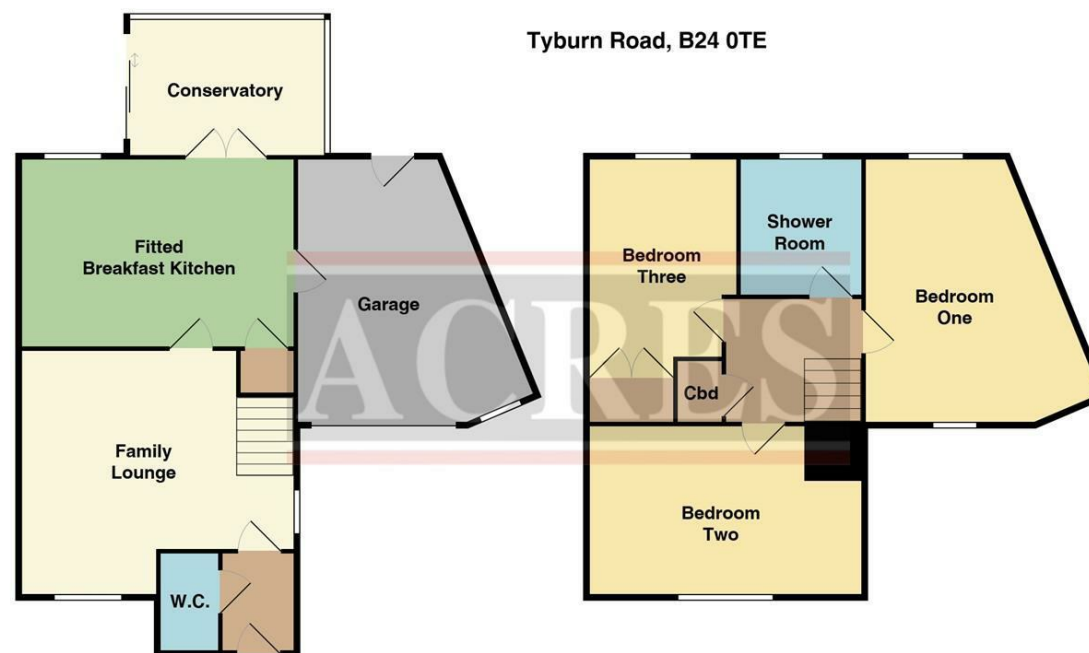 Tyburn Road, B24 0TE
Conservatory
Fitted
Breakfast Kitchen
Garage
Family
Lounge
W.C.
Bedroom
Three
Shower
Room
Bedroom
One
Cbd
Bedroom
Two
ACRES